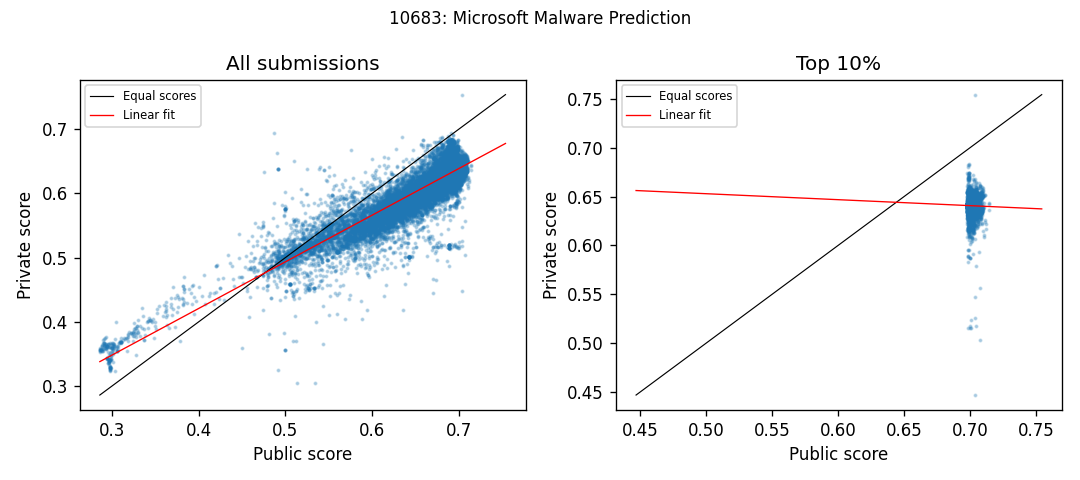 10683: Microsoft Malware Prediction
All submissions
Equal scores
Linear fit
Private score
0.7
0.6
0.5
0.4
0.3
0.3 0.4 0.5 0.6 0.7
Public score
Top 10%
Equal scores
Linear fit
Private score
0.75
0.70
0.65
0.60
0.55
0.50
0.45
0.45 0.50 0.55 0.60 0.65 0.70 0.75
Public score